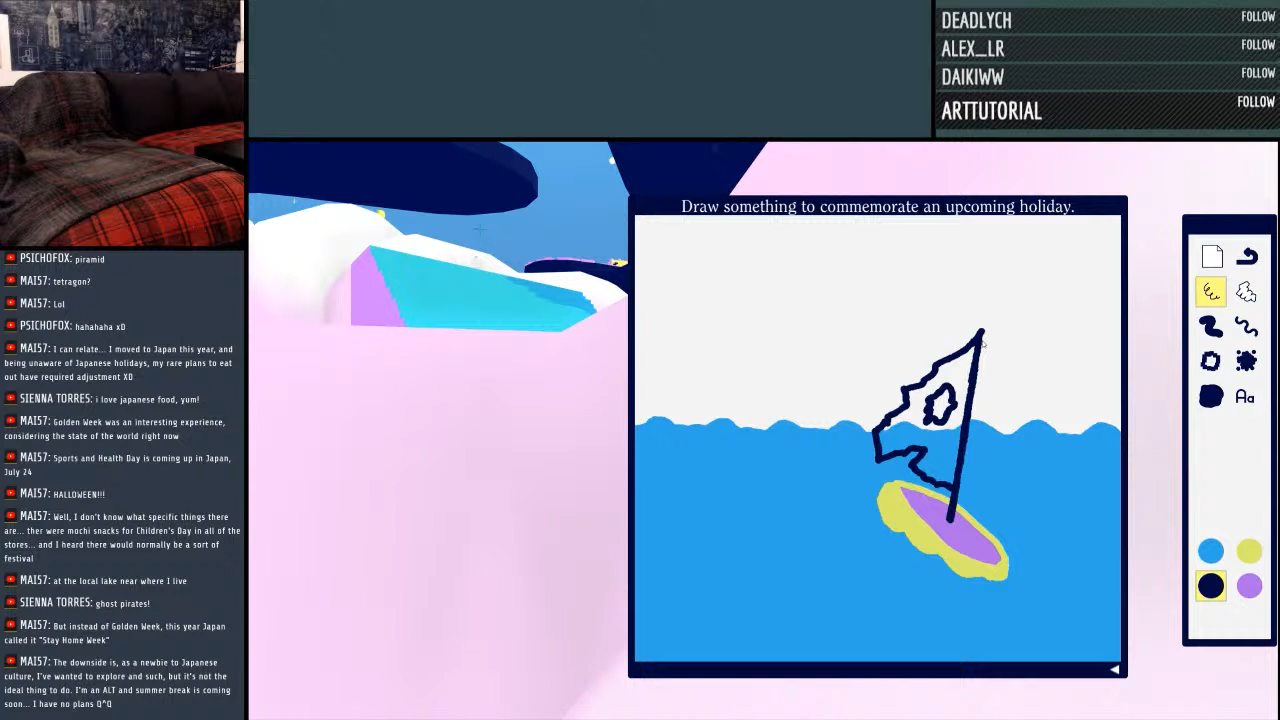 DEADLYCH FOLLOW
ALEX_LR FOLLOW
DAIKIWW FOLLOW
ARTTUTORIAL FOLLOW
Draw something to commemorate an upcoming holiday.
Aa
PSICHOFOX: piramid
MAI57: tetragon?
MAI57: Lol
PSICHOFOX: hahahaha xD
MAI57: I can relate... I moved to Japan this year, and
being unaware of Japanese holidays, my rare plans to eat
out have required adjustment XD
SIENNA TORRES: i love japanese food, yum!
MAI57: Golden Week was an interesting experience,
considering the state of the world right now
MAI57: Sports and Health Day is coming up in Japan,
July 24
MAI57: HALLOWEEN!!!
MAI57: Well, I don't know what specific things there
are... ther were mochi snacks for Children's Day in all of the
stores... and I heard there would normally be a sort of
festival
MAI57: at the local lake near where I live
SIENNA TORRES: ghost pirates!
MAI57: But instead of Golden Week, this year Japan
called it "Stay Home Week"
MAI57: The downside is, as a newbie to Japanese
culture, I've wanted to explore and such, but it's not the
ideal thing to do. I'm an ALT and summer break is coming
soon... I have no plans Q^Q